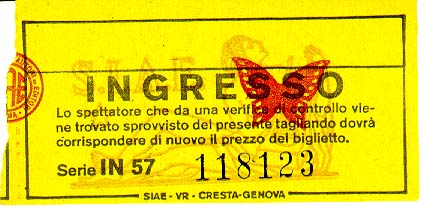 S.I.A.E.
INGRESSO
Lo spettatore che da una verifica di controllo vie-
ne trovato sprovvisto del presente tagliando dovrà
corrispondere di nuovo il prezzo del biglietto.
Serie IN 57 118123
SIAE - VR - CRESTA-GENOVA